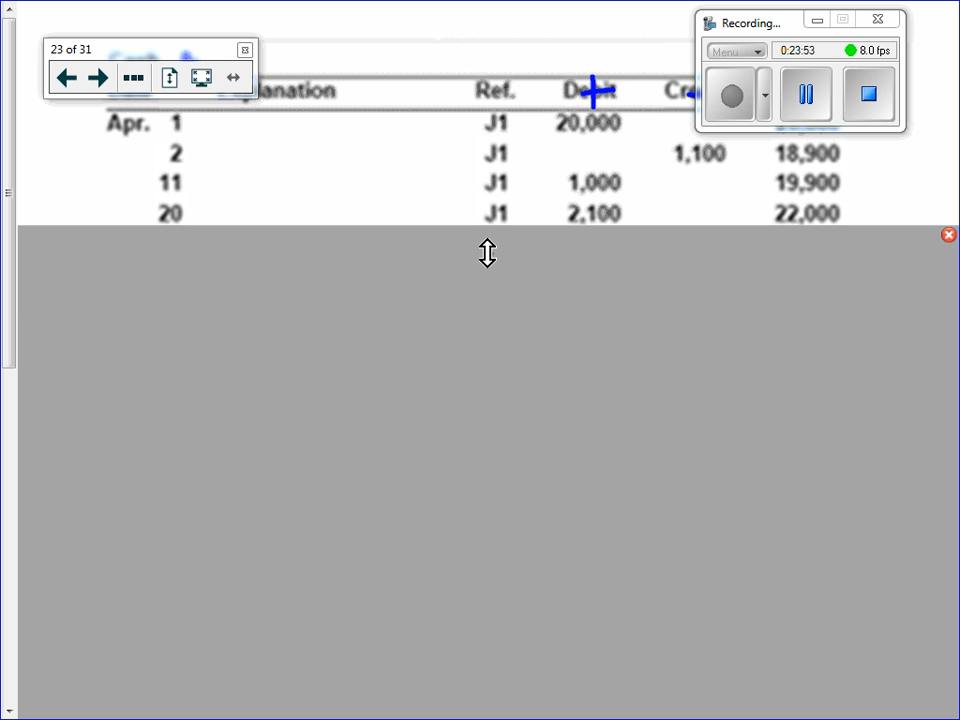 23 of 31
Recording...
Menu
0:23:53
8.0 fps
Ref. Debit
Apr. 1 J1 20,000
2 J1 1,100 18,900
11 J1 1,000 19,900
20 J1 2,100 22,000